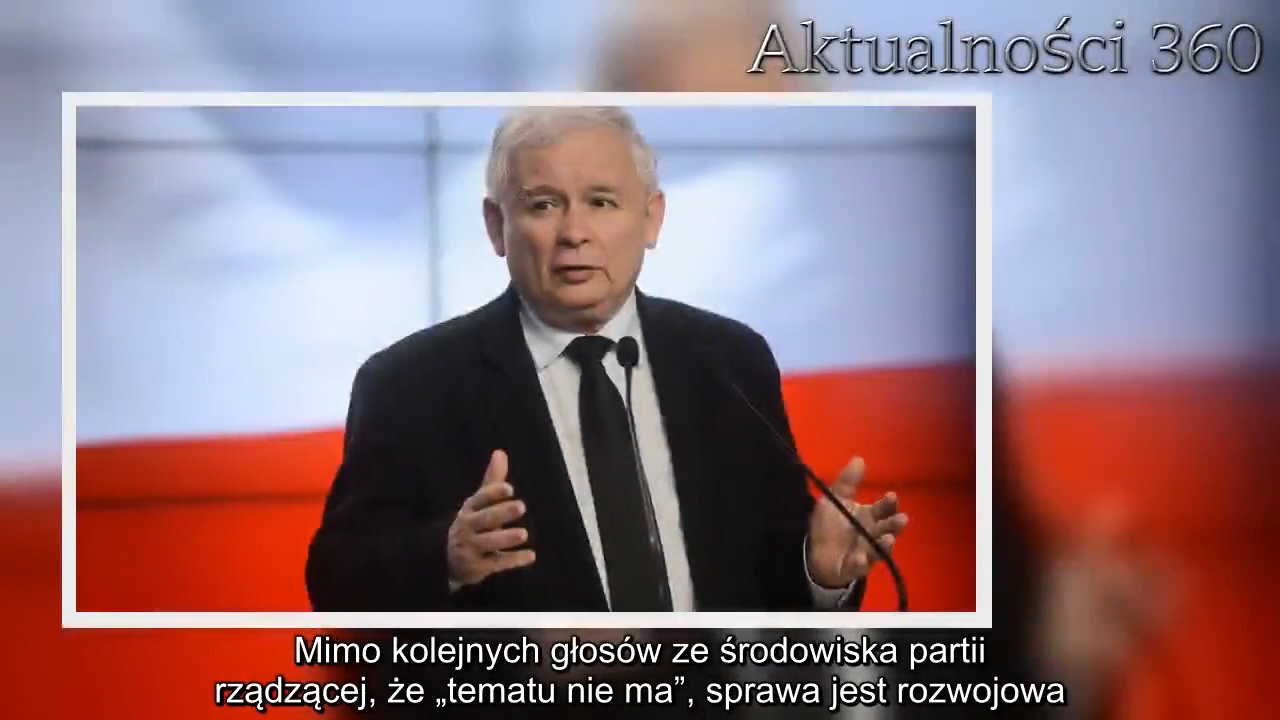 Aktualności 360
Mimo kolejnych głosów ze środowiska partii
rządzącej, że „tematu nie ma”, sprawa jest rozwojowa